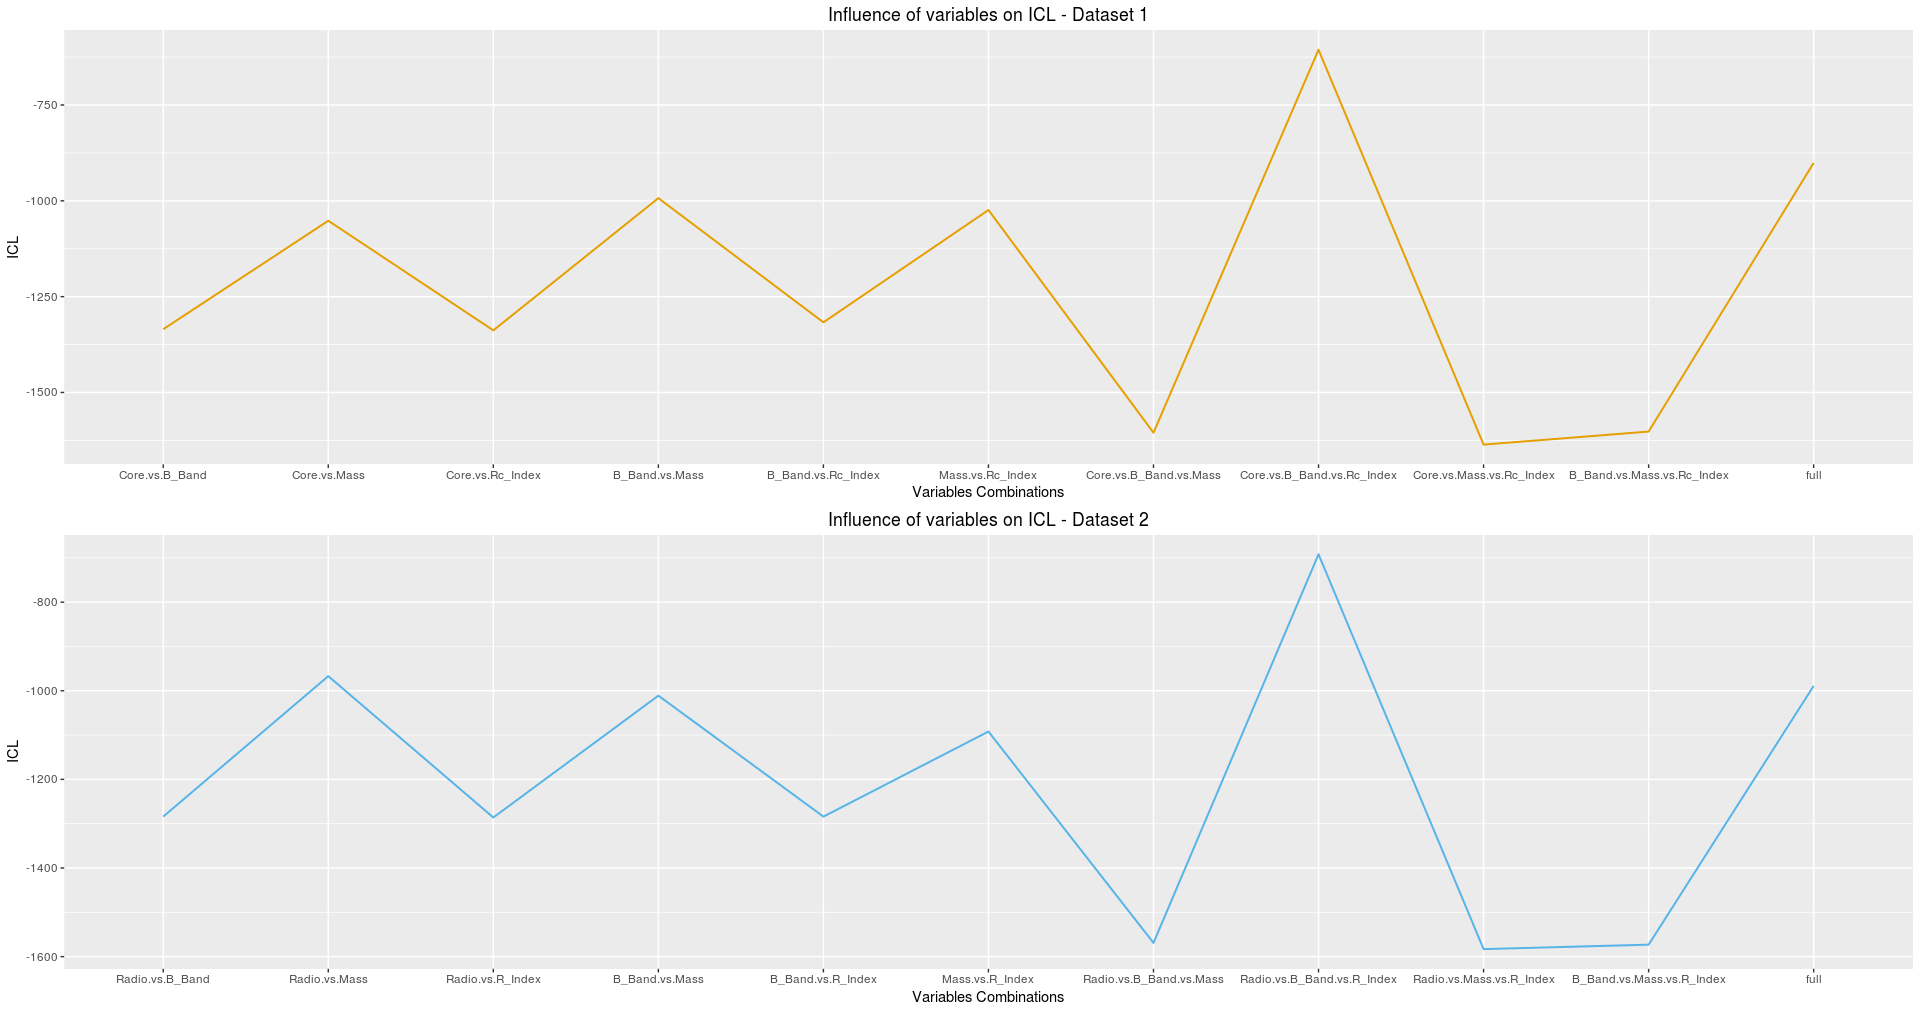 Influence of variables on ICL - Dataset 1
ICL
-750
-1000
-1250
-1500
Core.vs.B_Band Core.vs.Mass Core.vs.Rc_Index B_Band.vs.Mass B_Band.vs.Rc_Index Mass.vs.Rc_Index Core.vs.B_Band.vs.Mass Core.vs.B_Band.vs.Rc_Index Core.vs.Mass.vs.Rc_Index B_Band.vs.Mass.vs.Rc_Index full
Variables Combinations
Influence of variables on ICL - Dataset 2
ICL
-800
-1000
-1200
-1400
-1600
Radio.vs.B_Band Radio.vs.Mass Radio.vs.R_Index B_Band.vs.Mass B_Band.vs.R_Index Mass.vs.R_Index Radio.vs.B_Band.vs.Mass Radio.vs.B_Band.vs.R_Index Radio.vs.Mass.vs.R_Index B_Band.vs.Mass.vs.R_Index full
Variables Combinations